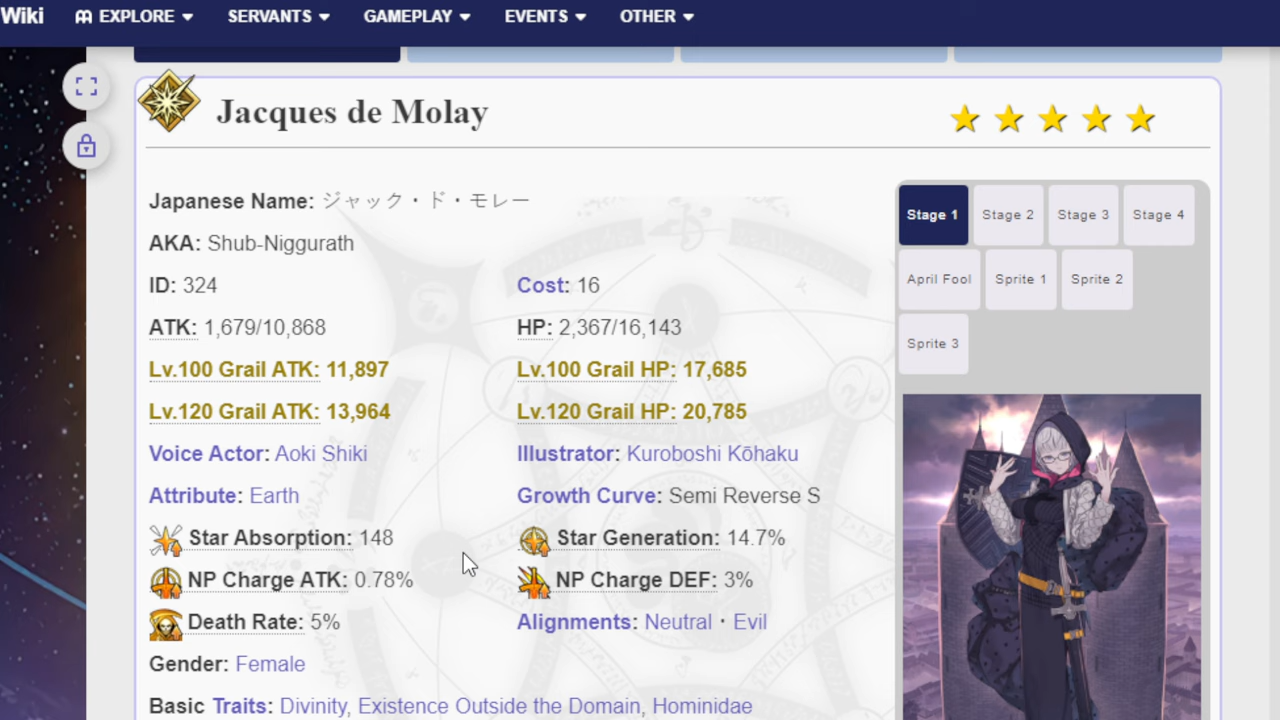 Wiki EXPLORE SERVANTS GAMEPLAY EVENTS OTHER
Jacques de Molay
Japanese Name: ジャック・ド・モレー
AKA: Shub-Niggurath
ID: 324 Cost: 16
ATK: 1,679/10,868 HP: 2,367/16,143
Lv.100 Grail ATK: 11,897 Lv.100 Grail HP: 17,685
Lv.120 Grail ATK: 13,964 Lv.120 Grail HP: 20,785
Voice Actor: Aoki Shiki Illustrator: Kuroboshi Kōhaku
Attribute: Earth Growth Curve: Semi Reverse S
Star Absorption: 148 Star Generation: 14.7%
NP Charge ATK: 0.78% NP Charge DEF: 3%
Death Rate: 5% Alignments: Neutral・Evil
Gender: Female
Basic Traits: Divinity, Existence Outside the Domain, Hominidae
Stage 1 Stage 2 Stage 3 Stage 4
April Fool Sprite 1 Sprite 2
Sprite 3